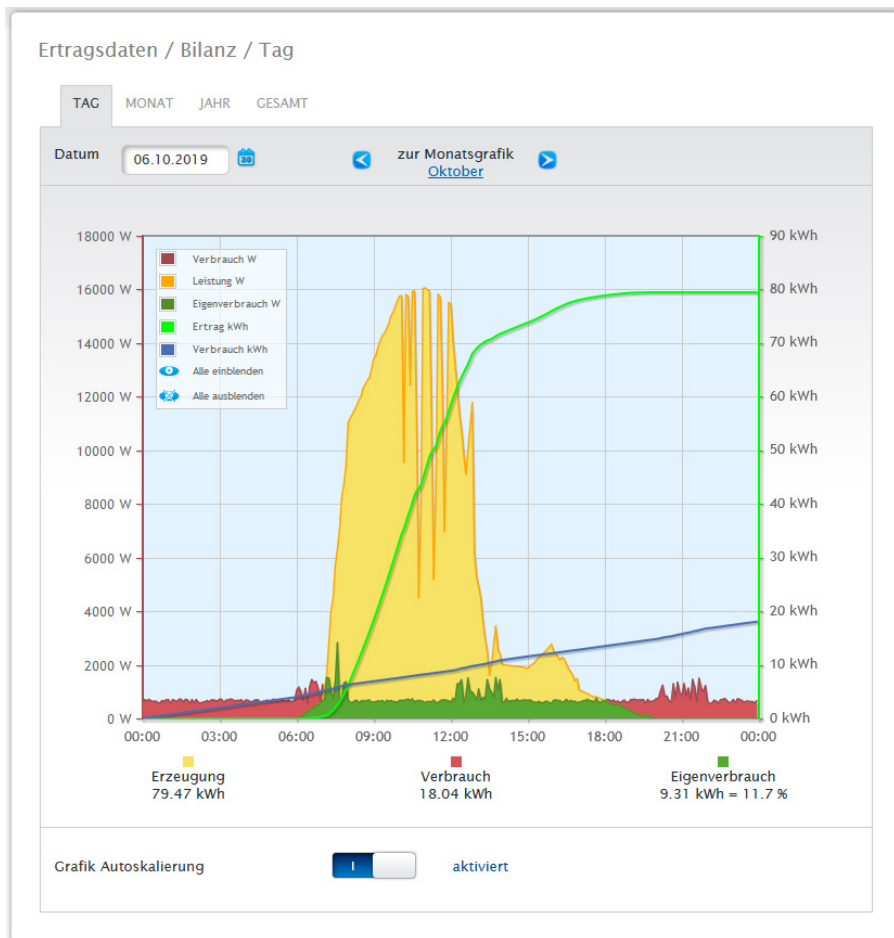 Ertragsdaten / Bilanz / Tag
TAG MONAT JAHR GESAMT
Datum 06.10.2019 30 zur Monatsgrafik
Oktober
18000 W 90 kWh
Verbrauch W
Leistung W
16000 W 80 kWh
Eigenverbrauch W
Ertrag kWh
14000 W 70 kWh
Verbrauch kWh
Alle einblenden
Alle ausblenden
12000 W 60 kWh
10000 W 50 kWh
8000 W 40 kWh
6000 W 30 kWh
4000 W 20 kWh
2000 W 10 kWh
0 W 0 kWh
00:00 03:00 06:00 09:00 12:00 15:00 18:00 21:00 00:00
Erzeugung Verbrauch Eigenverbrauch
79.47 kWh 18.04 kWh 9.31 kWh = 11.7 %
Grafik Autoskalierung I aktiviert